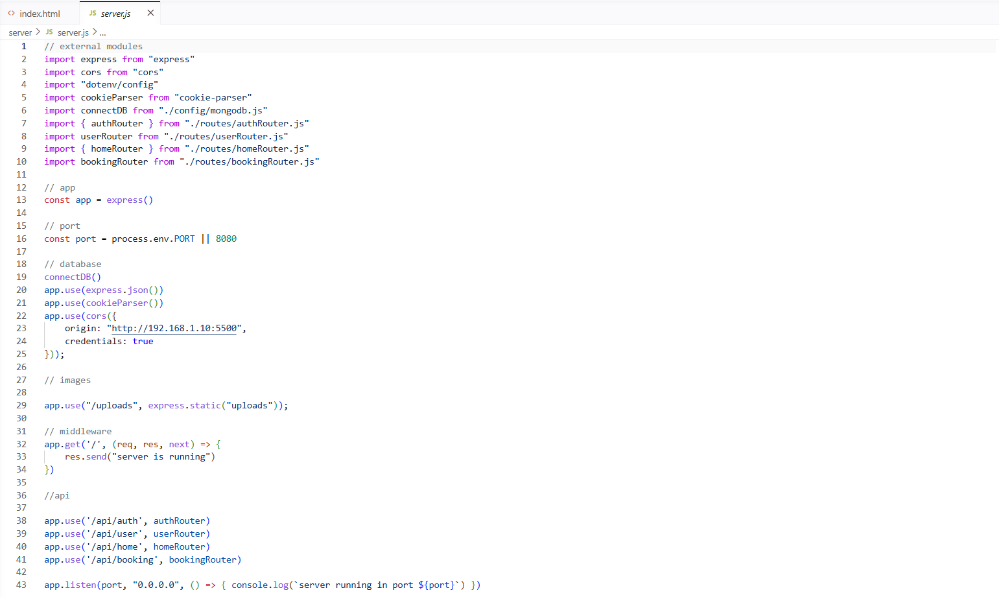 <> index.html JS server.js ×
server > JS server.js > ...
1 // external modules
2 import express from "express"
3 import cors from "cors"
4 import "dotenv/config"
5 import cookieParser from "cookie-parser"
6 import connectDB from "./config/mongodb.js"
7 import { authRouter } from "./routes/authRouter.js"
8 import userRouter from "./routes/userRouter.js"
9 import { homeRouter } from "./routes/homeRouter.js"
10 import bookingRouter from "./routes/bookingRouter.js"
11
12 // app
13 const app = express()
14
15 // port
16 const port = process.env.PORT || 8080
17
18 // database
19 connectDB()
20 app.use(express.json())
21 app.use(cookieParser())
22 app.use(cors({
23     origin: "http://192.168.1.10:5500",
24     credentials: true
25 }));
26
27 // images
28
29 app.use("/uploads", express.static("uploads"));
30
31 // middleware
32 app.get('/', (req, res, next) => {
33     res.send("server is running")
34 })
35
36 //api
37
38 app.use('/api/auth', authRouter)
39 app.use('/api/user', userRouter)
40 app.use('/api/home', homeRouter)
41 app.use('/api/booking', bookingRouter)
42
43 app.listen(port, "0.0.0.0", () => { console.log(`server running in port ${port}`) })